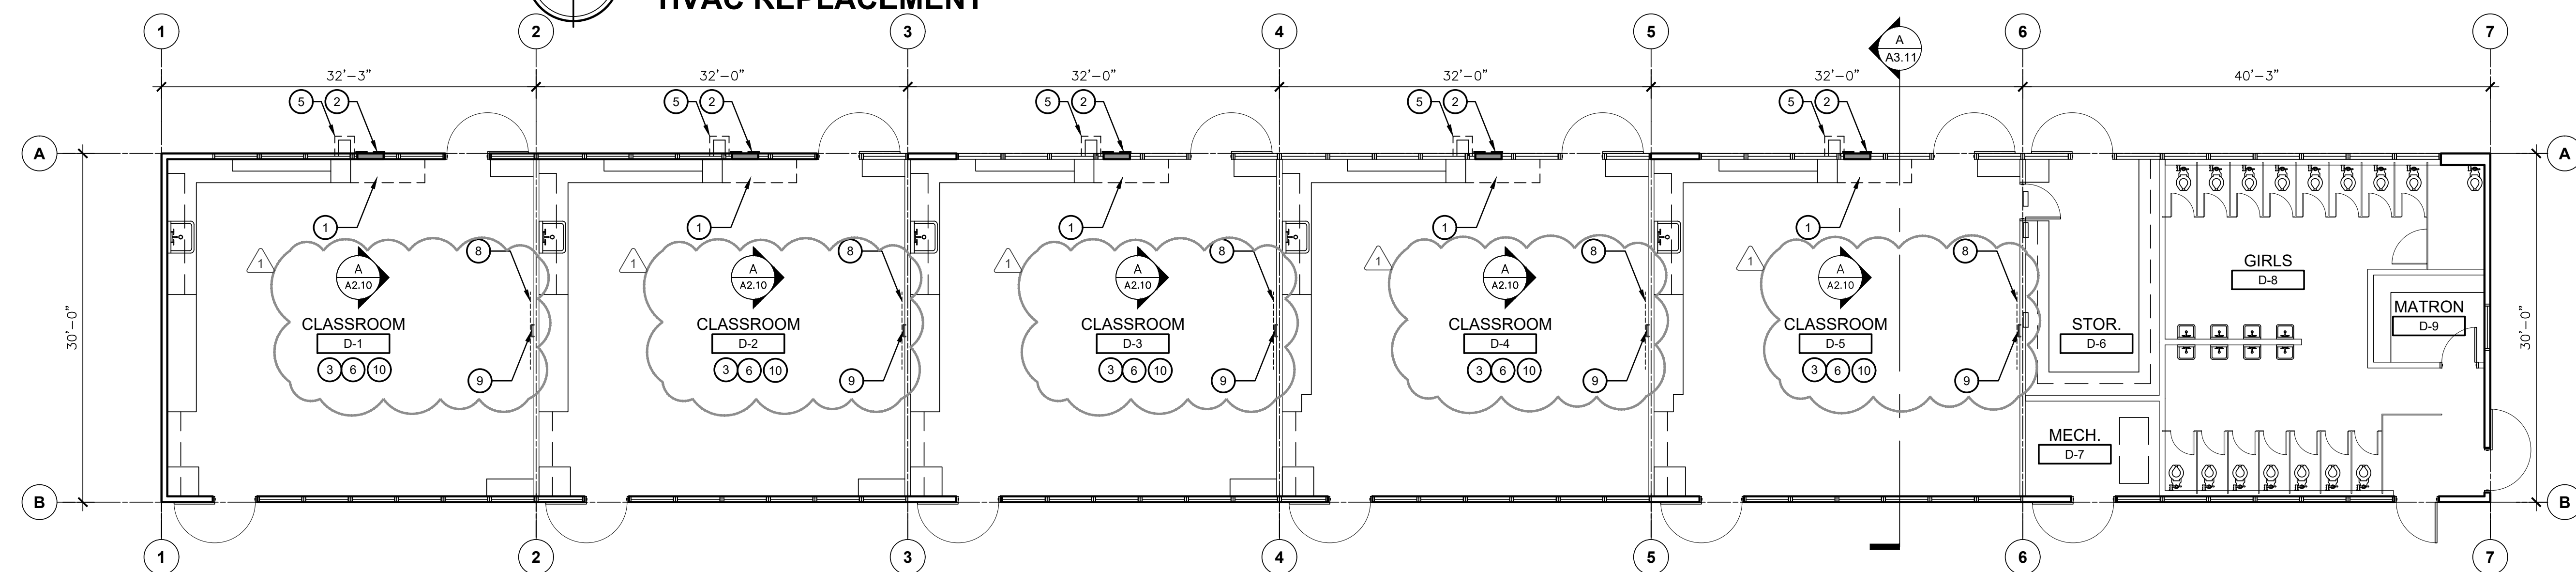 HVAC REPLACEMENT
1 2 3 4 5 6 7
A
A3.11
32'-3" 32'-0" 32'-0" 32'-0" 32'-0" 40'-3"
5 2 5 2 5 2 5 2 5 2
A A
1 1 1 1 1
8 8 8 8 8
1 1 1 1 1
A A A A A
A2.10 A2.10 A2.10 A2.10 A2.10
GIRLS
D-8
30'-0" 30'-0"
CLASSROOM CLASSROOM CLASSROOM CLASSROOM CLASSROOM STOR. MATRON
D-1 D-2 D-3 D-4 D-5 D-6 D-9
3 6 10 3 6 10 3 6 10 3 6 10 3 6 10
9 9 9 9 9
MECH.
D-7
B B
1 2 3 4 5 6 7